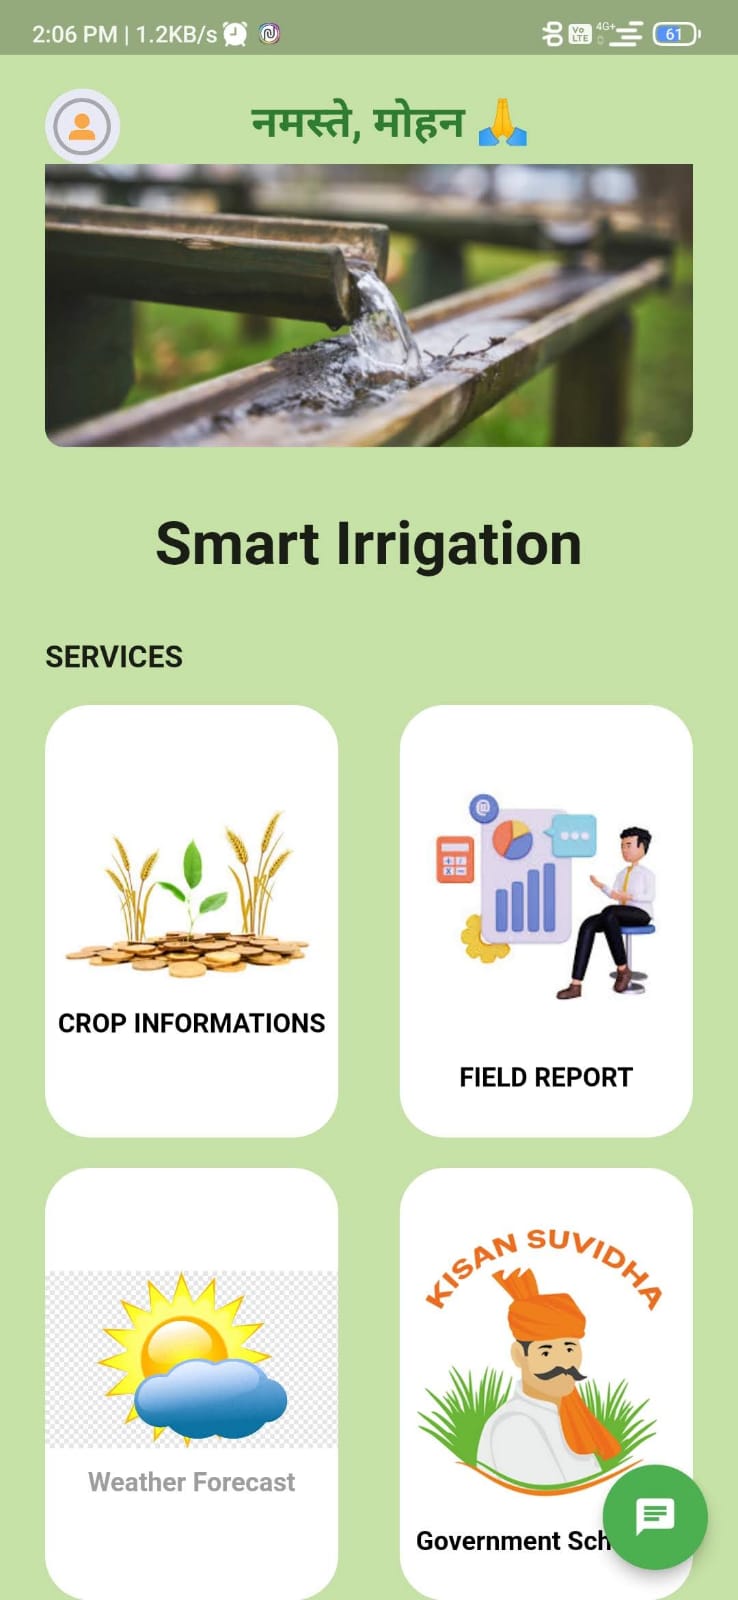 2:06 PM | 1.2KB/s
Vo LTE 4G+ 61
नमस्ते, मोहन 🙏
Smart Irrigation
SERVICES
CROP INFORMATIONS
FIELD REPORT
KISAN SUVIDHA
Weather Forecast
Government Sch